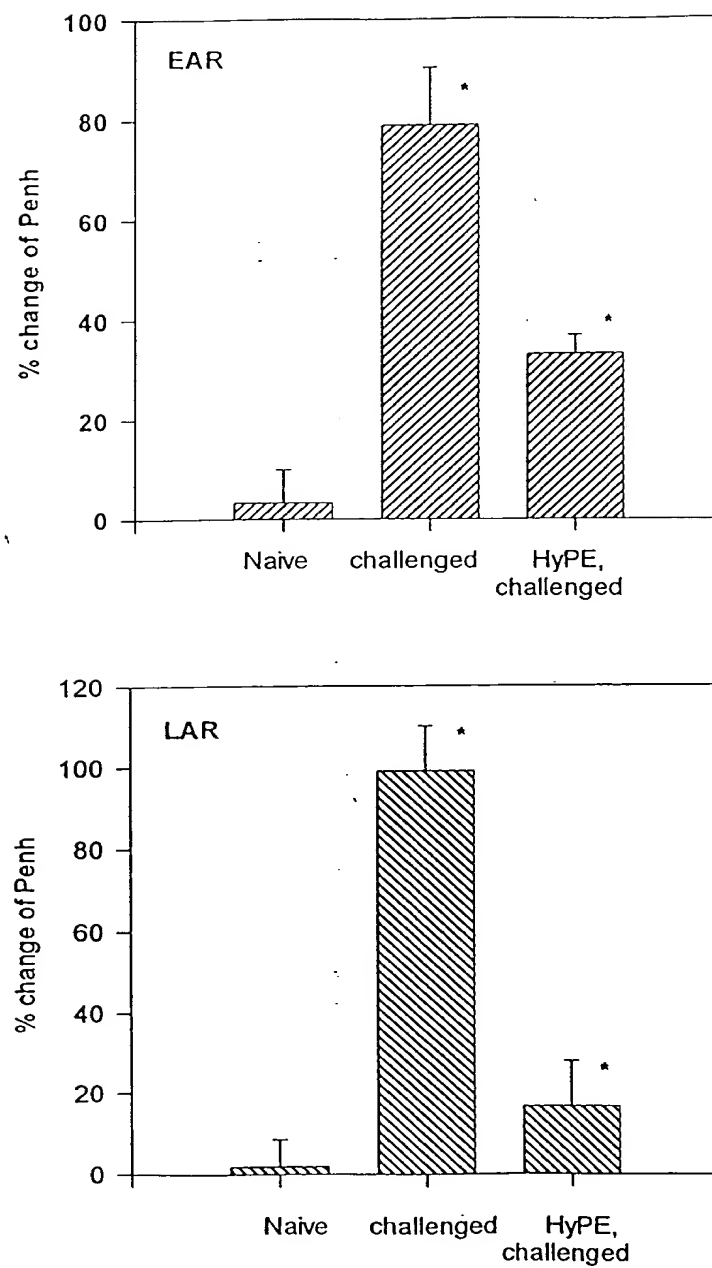 EAR
% change of Penh
100
80
60
40
20
0
Naive challenged HyPE,
challenged
*
*
LAR
% change of Penh
120
100
80
60
40
20
0
Naive challenged HyPE,
challenged
*
*